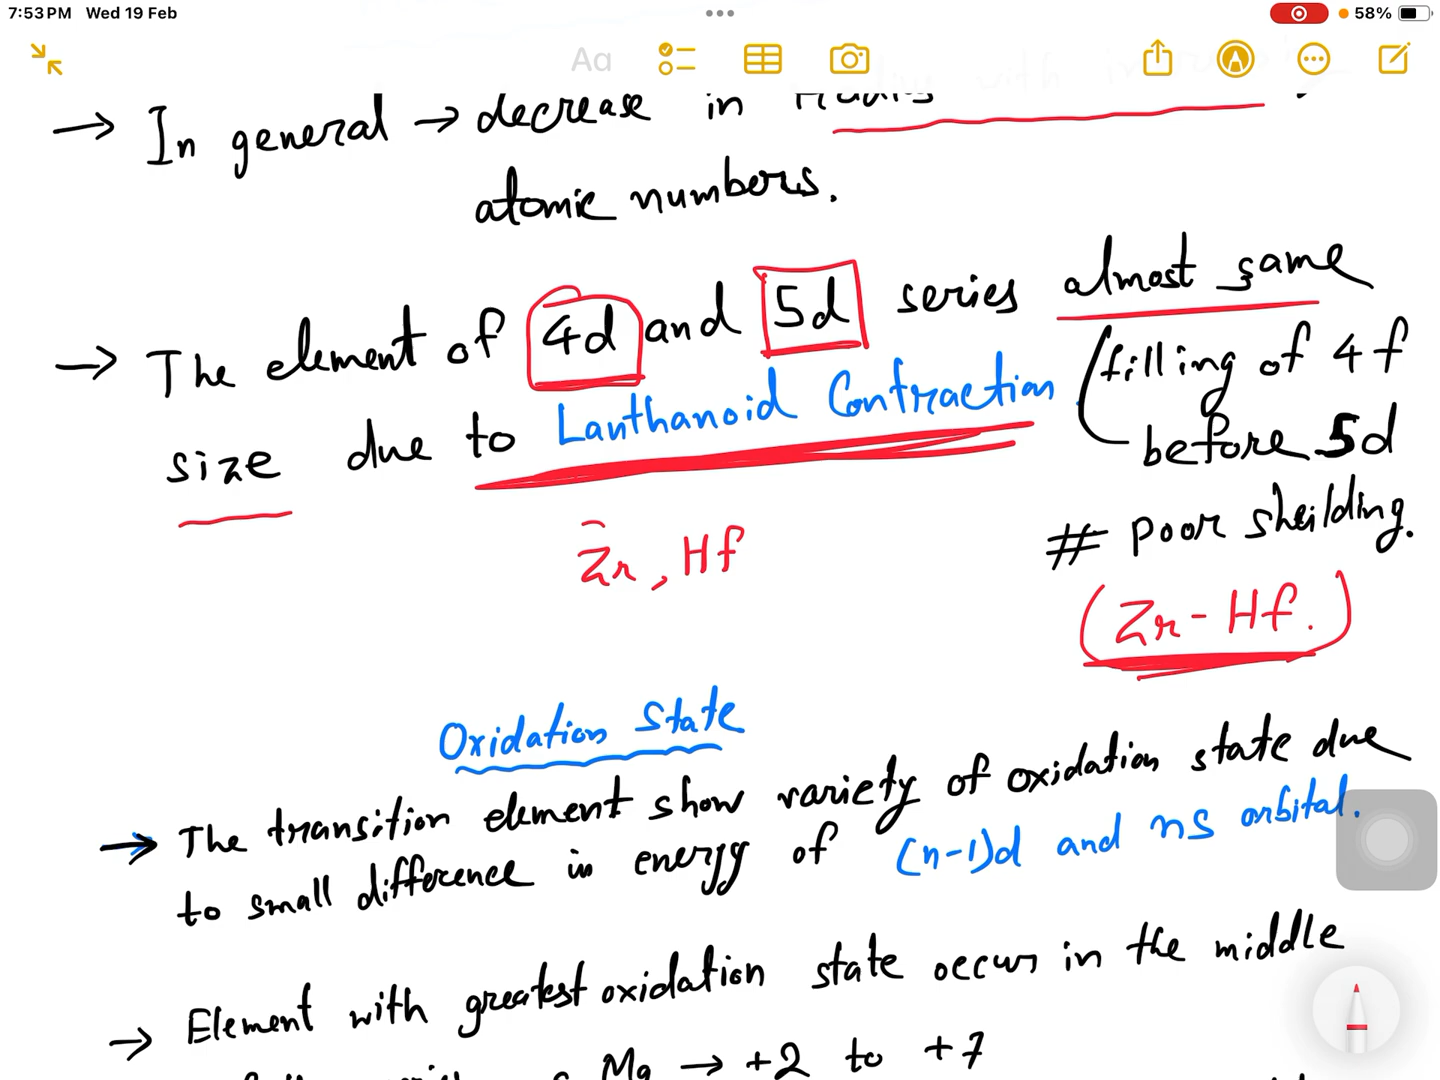 7:53 PM Wed 19 Feb
58%
Aa
→ In general → decrease in
atomic numbers.
→ The element of 4d and 5d series almost same
size due to Lanthanoid Contraction
(filling of 4f
before 5d
# poor sheilding.
(Zr - Hf.)
Zr, Hf
Oxidation State
→ The transition element show variety of oxidation state due
to small difference in energy of (n-1)d and ns orbital.
→ Element with greatest oxidation state occur in the middle
→ +2 to +7